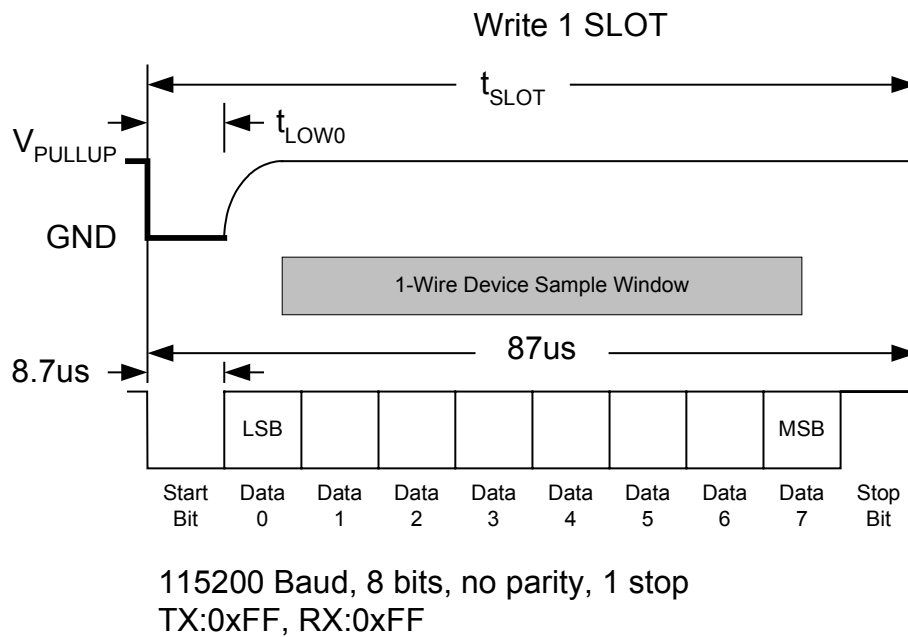 Write 1 SLOT
tSLOT
tLOW0
VPULLUP
GND
1-Wire Device Sample Window
87us
8.7us
LSB MSB
Start Bit Data 0 Data 1 Data 2 Data 3 Data 4 Data 5 Data 6 Data 7 Stop Bit
115200 Baud, 8 bits, no parity, 1 stop
TX:0xFF, RX:0xFF